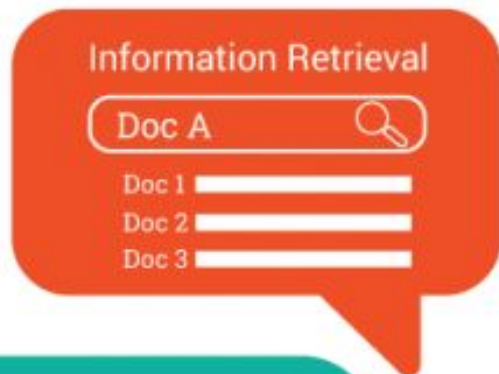 Information Retrieval
Doc A
Doc 1
Doc 2
Doc 3